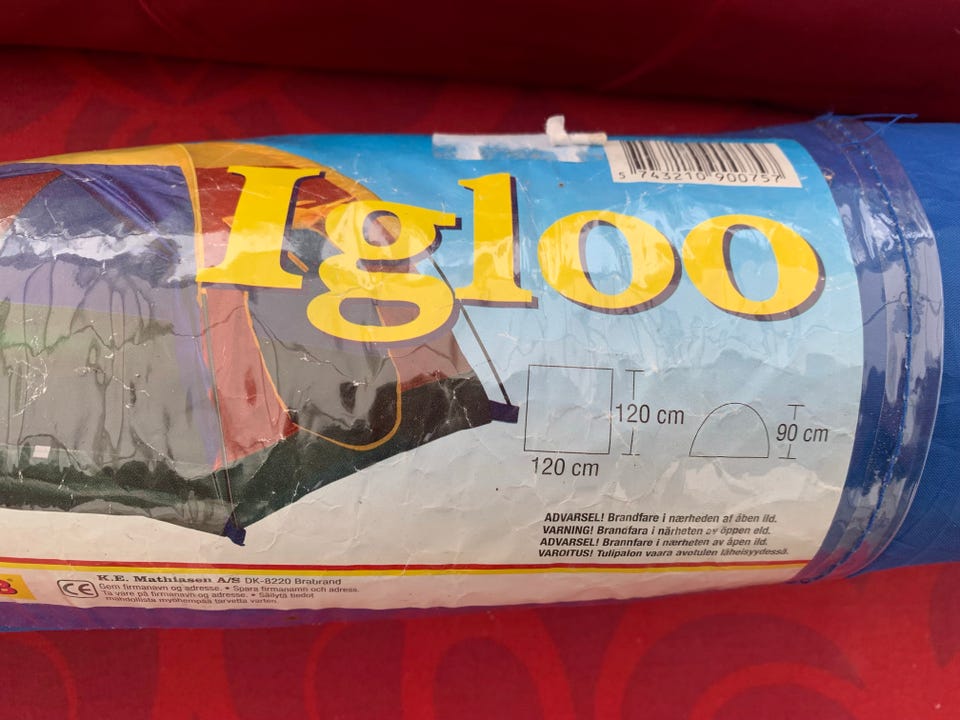 5 743210 900757
Igloo
120 cm
90 cm
120 cm
ADVARSEL! Brandfare i nærheden af åben ild.
VARNING! Brandfara i närheten av öppen eld.
ADVARSEL! Brannfare i nærheten av åpen ild.
VAROITUS! Tulipalon vaara avotulen läheisyydessä.
K.E. Mathiasen A/S DK-8220 Brabrand
CE
Gem firmanavn og adresse. • Spara firmanamn och adress.
Ta vare på firmanavn og adresse. • Säilytä tiedot
mahdollista myöhempää tarvetta varten.